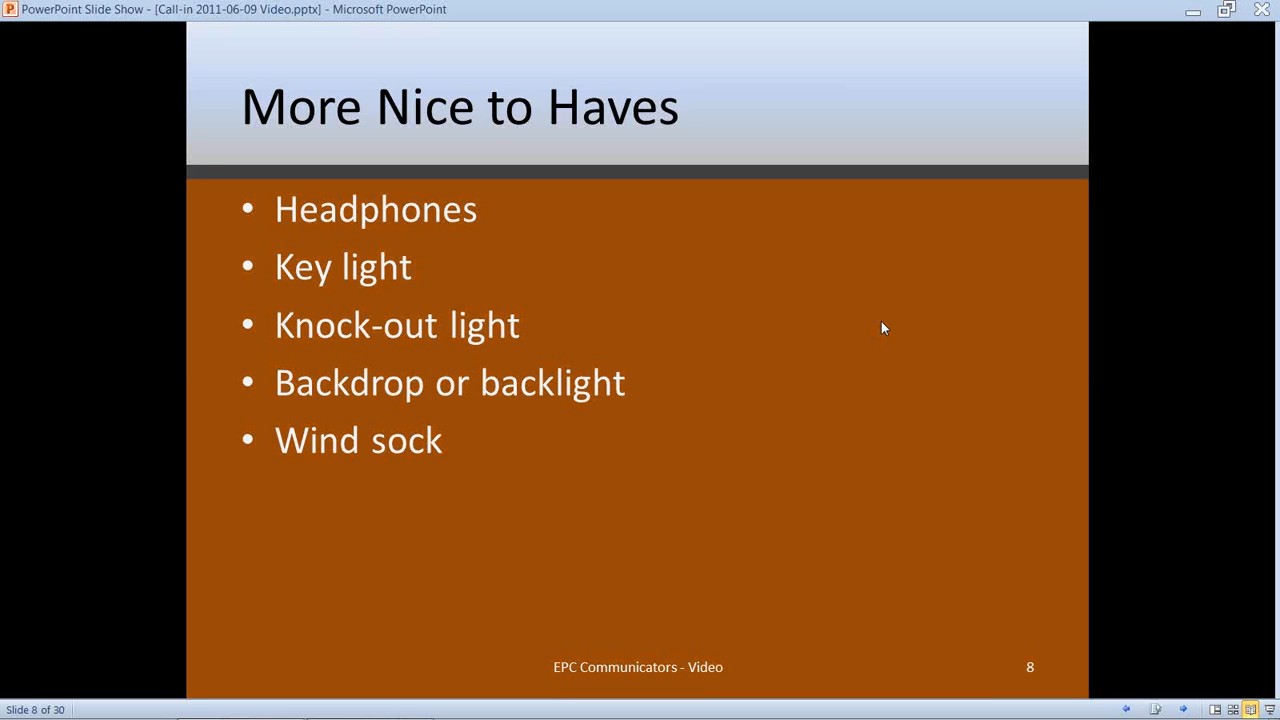 PowerPoint Slide Show - [Call-in 2011-06-09 Video.pptx] - Microsoft PowerPoint
More Nice to Haves
• Headphones
• Key light
• Knock-out light
• Backdrop or backlight
• Wind sock
EPC Communicators - Video
8
Slide 8 of 30